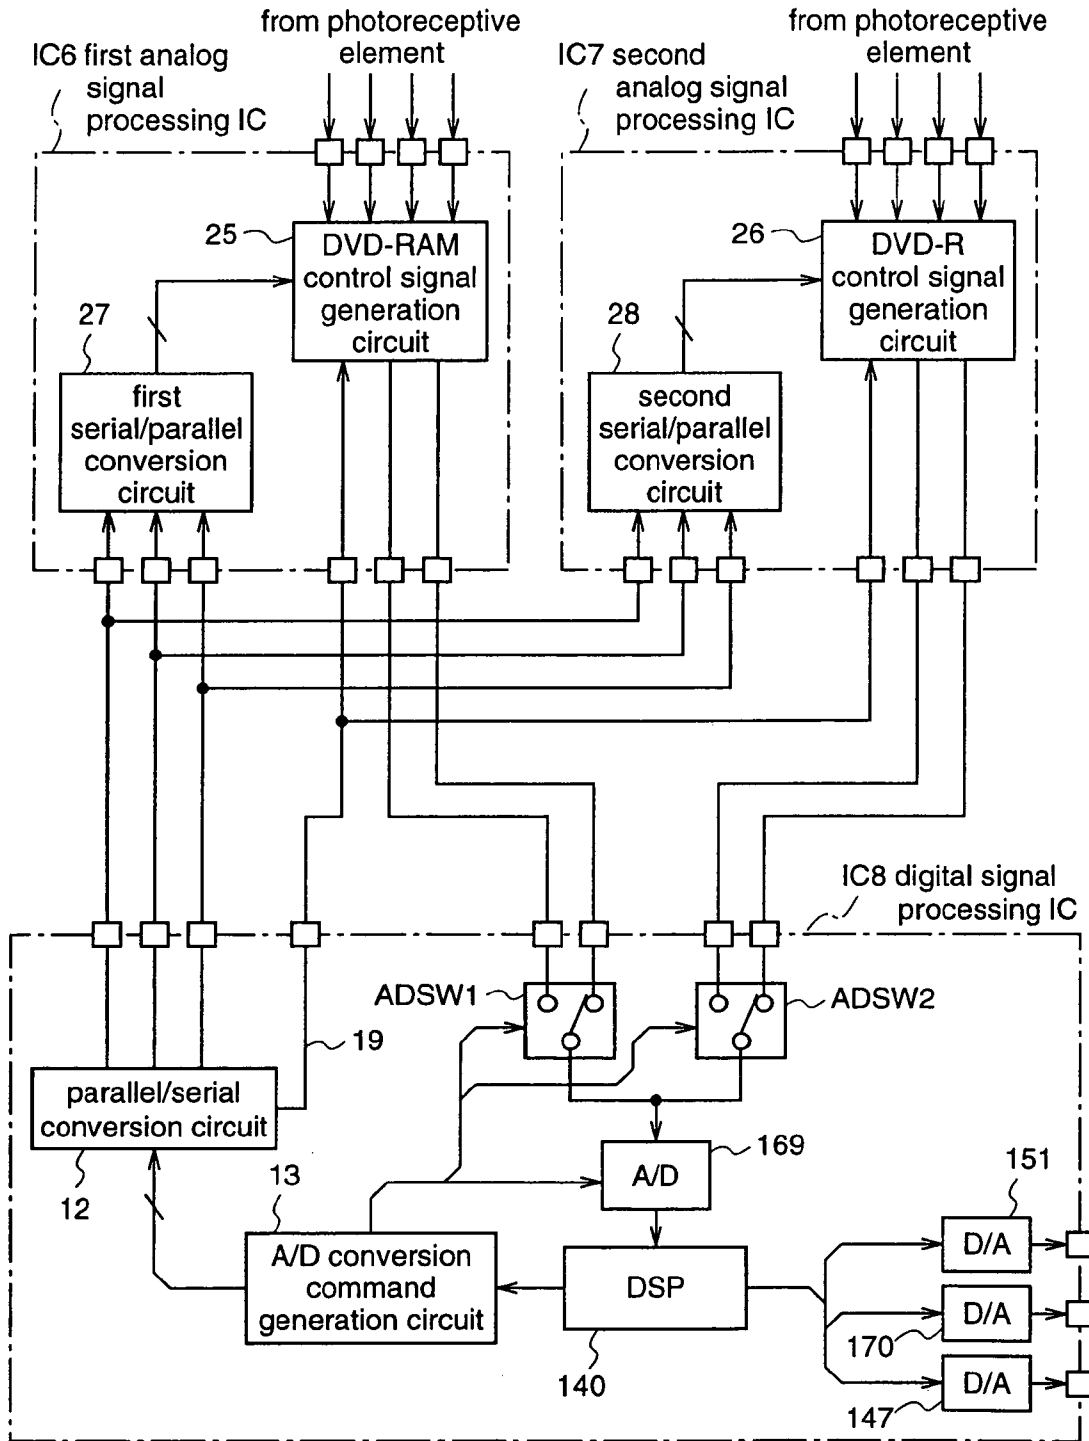 from photoreceptive
element
IC6 first analog
signal
processing IC
from photoreceptive
element
IC7 second
analog signal
processing IC
25
DVD-RAM
control signal
generation
circuit
26
DVD-R
control signal
generation
circuit
27
first
serial/parallel
conversion
circuit
28
second
serial/parallel
conversion
circuit
IC8 digital signal
processing IC
ADSW1
ADSW2
19
parallel/serial
conversion circuit
12
13
A/D conversion
command
generation circuit
A/D
169
DSP
140
151
D/A
D/A
170
D/A
147